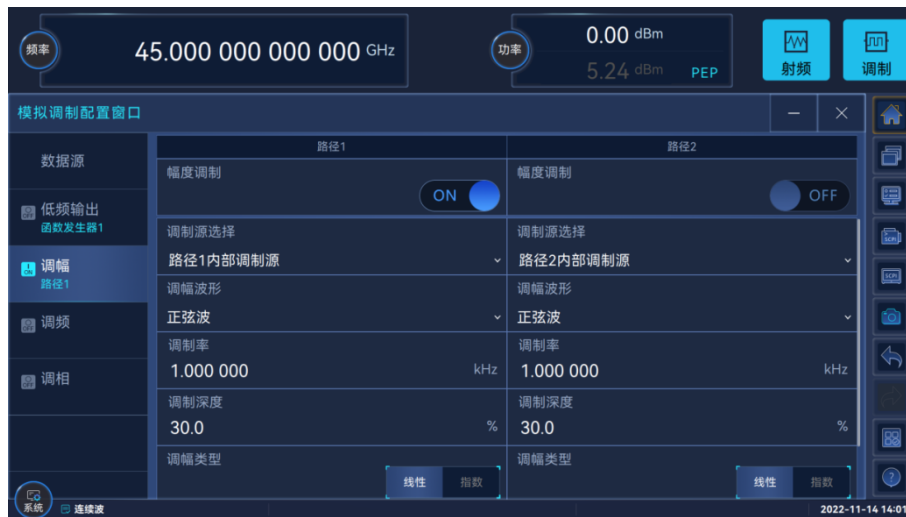 频率
45.000 000 000 000 GHz
功率
0.00 dBm
5.24 dBm PEP
射频
调制
模拟调制配置窗口
数据源
低频输出
函数发生器1
ON
调幅
路径1
调频
调相
路径1
路径2
幅度调制
ON
幅度调制
OFF
调制源选择
路径1内部调制源
调制源选择
路径2内部调制源
调幅波形
正弦波
调幅波形
正弦波
调制率
1.000 000 kHz
调制率
1.000 000 kHz
调制深度
30.0 %
调制深度
30.0 %
调幅类型
线性 指数
调幅类型
线性 指数
SCPI
SCPI
系统
连续波
2022-11-14 14:01